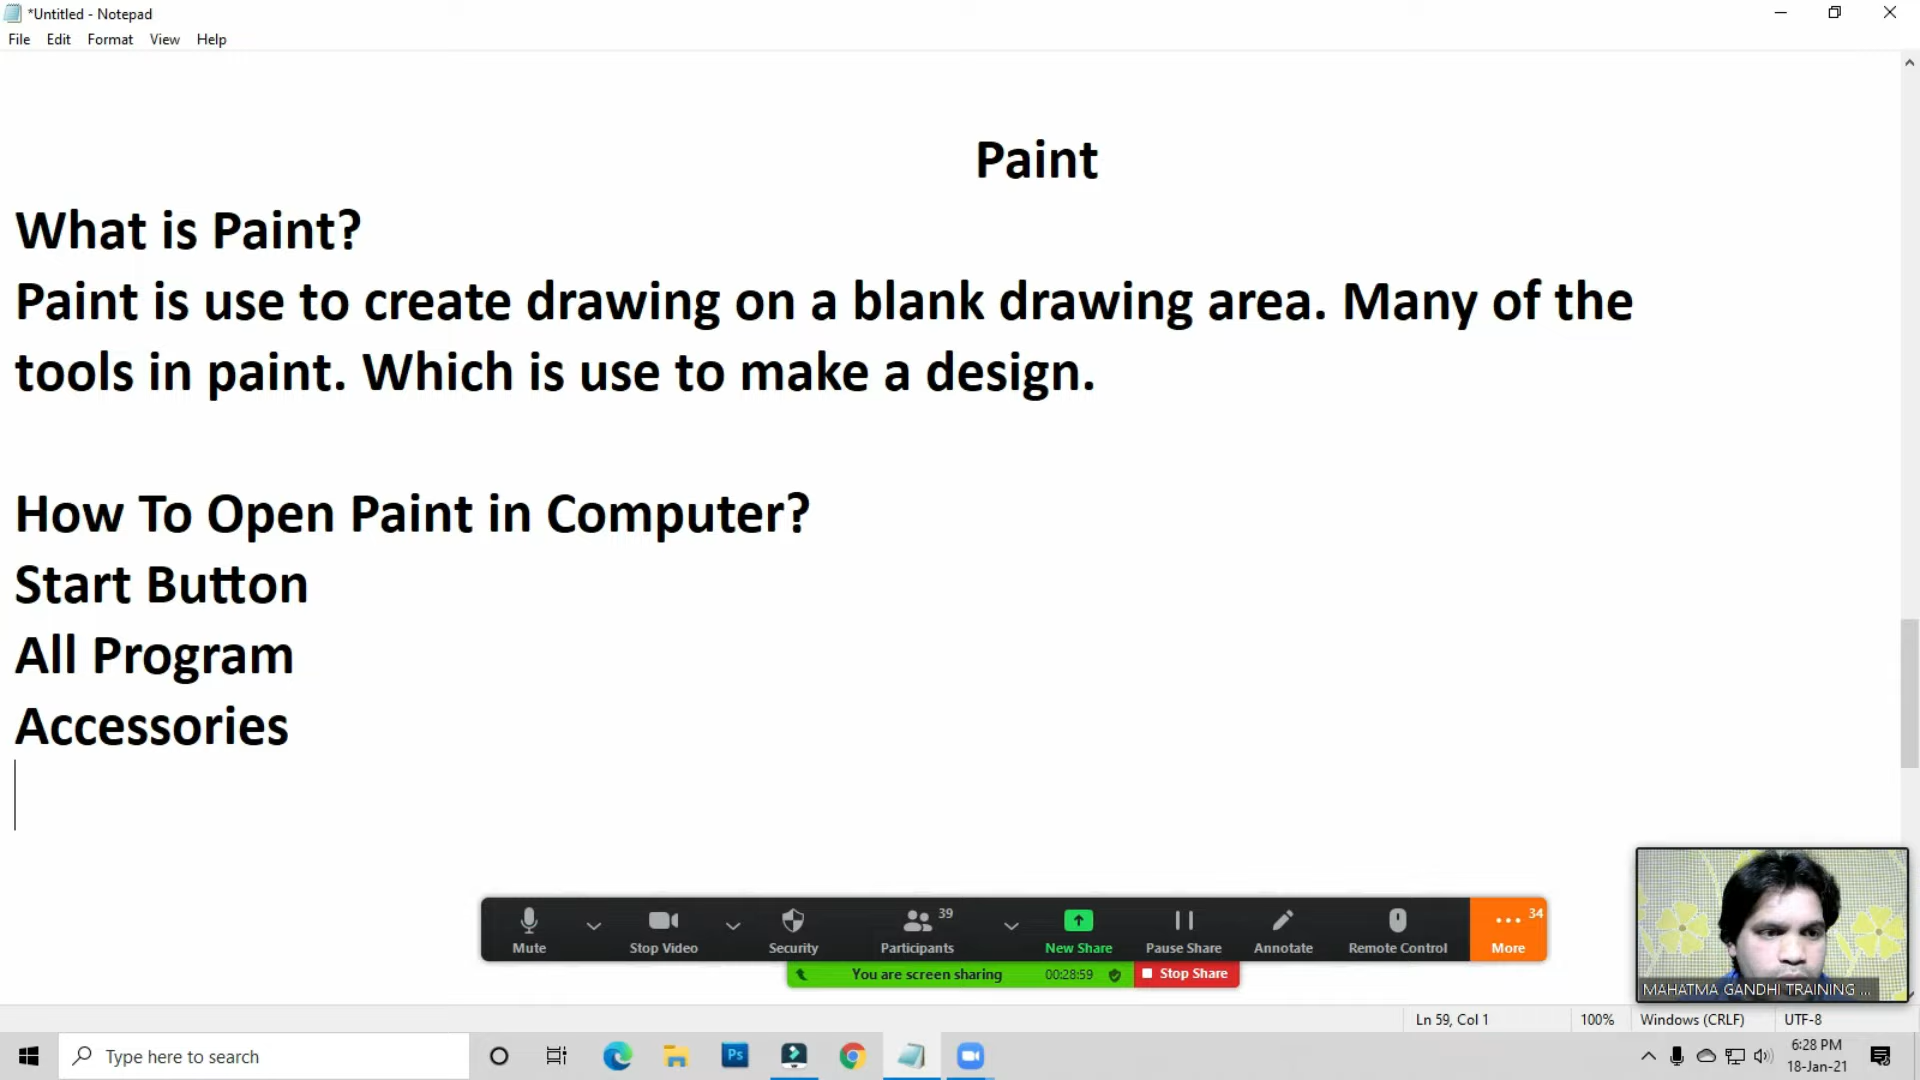 *Untitled - Notepad
File Edit Format View Help
Paint
What is Paint?
Paint is use to create drawing on a blank drawing area. Many of the
tools in paint. Which is use to make a design.
How To Open Paint in Computer?
Start Button
All Program
Accessories
39
34
Mute Stop Video Security Participants New Share Pause Share Annotate Remote Control More
You are screen sharing 00:28:59 Stop Share
MAHATMA GANDHI TRAINING ...
Ln 59, Col 1 100% Windows (CRLF) UTF-8
Type here to search
Ps
6:28 PM
18-Jan-21